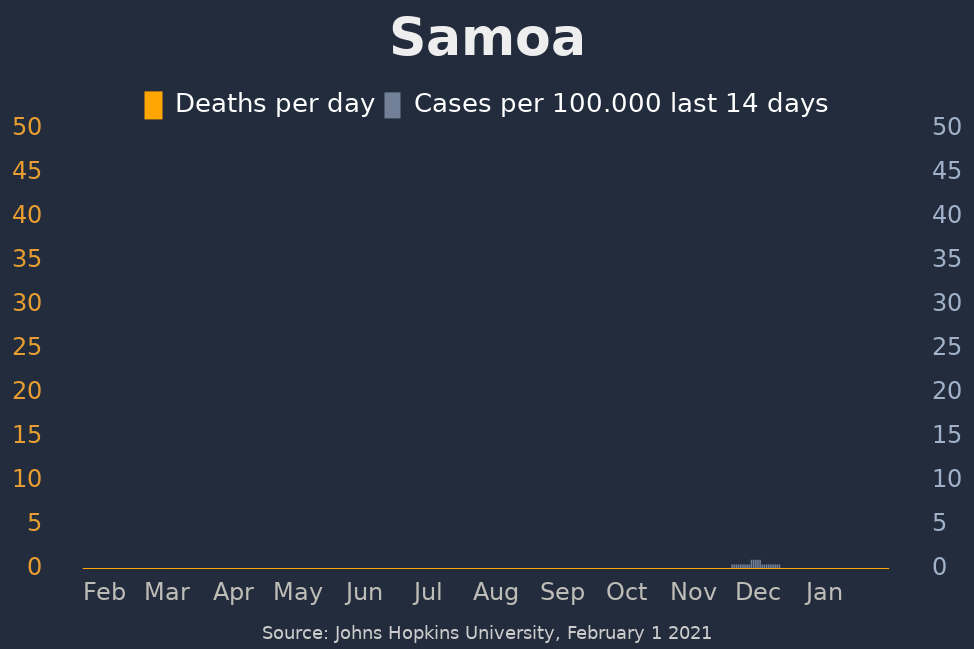 Samoa
Deaths per day Cases per 100.000 last 14 days
50 50
45 45
40 40
35 35
30 30
25 25
20 20
15 15
10 10
5 5
0 0
Feb Mar Apr May Jun Jul Aug Sep Oct Nov Dec Jan
Source: Johns Hopkins University, February 1 2021